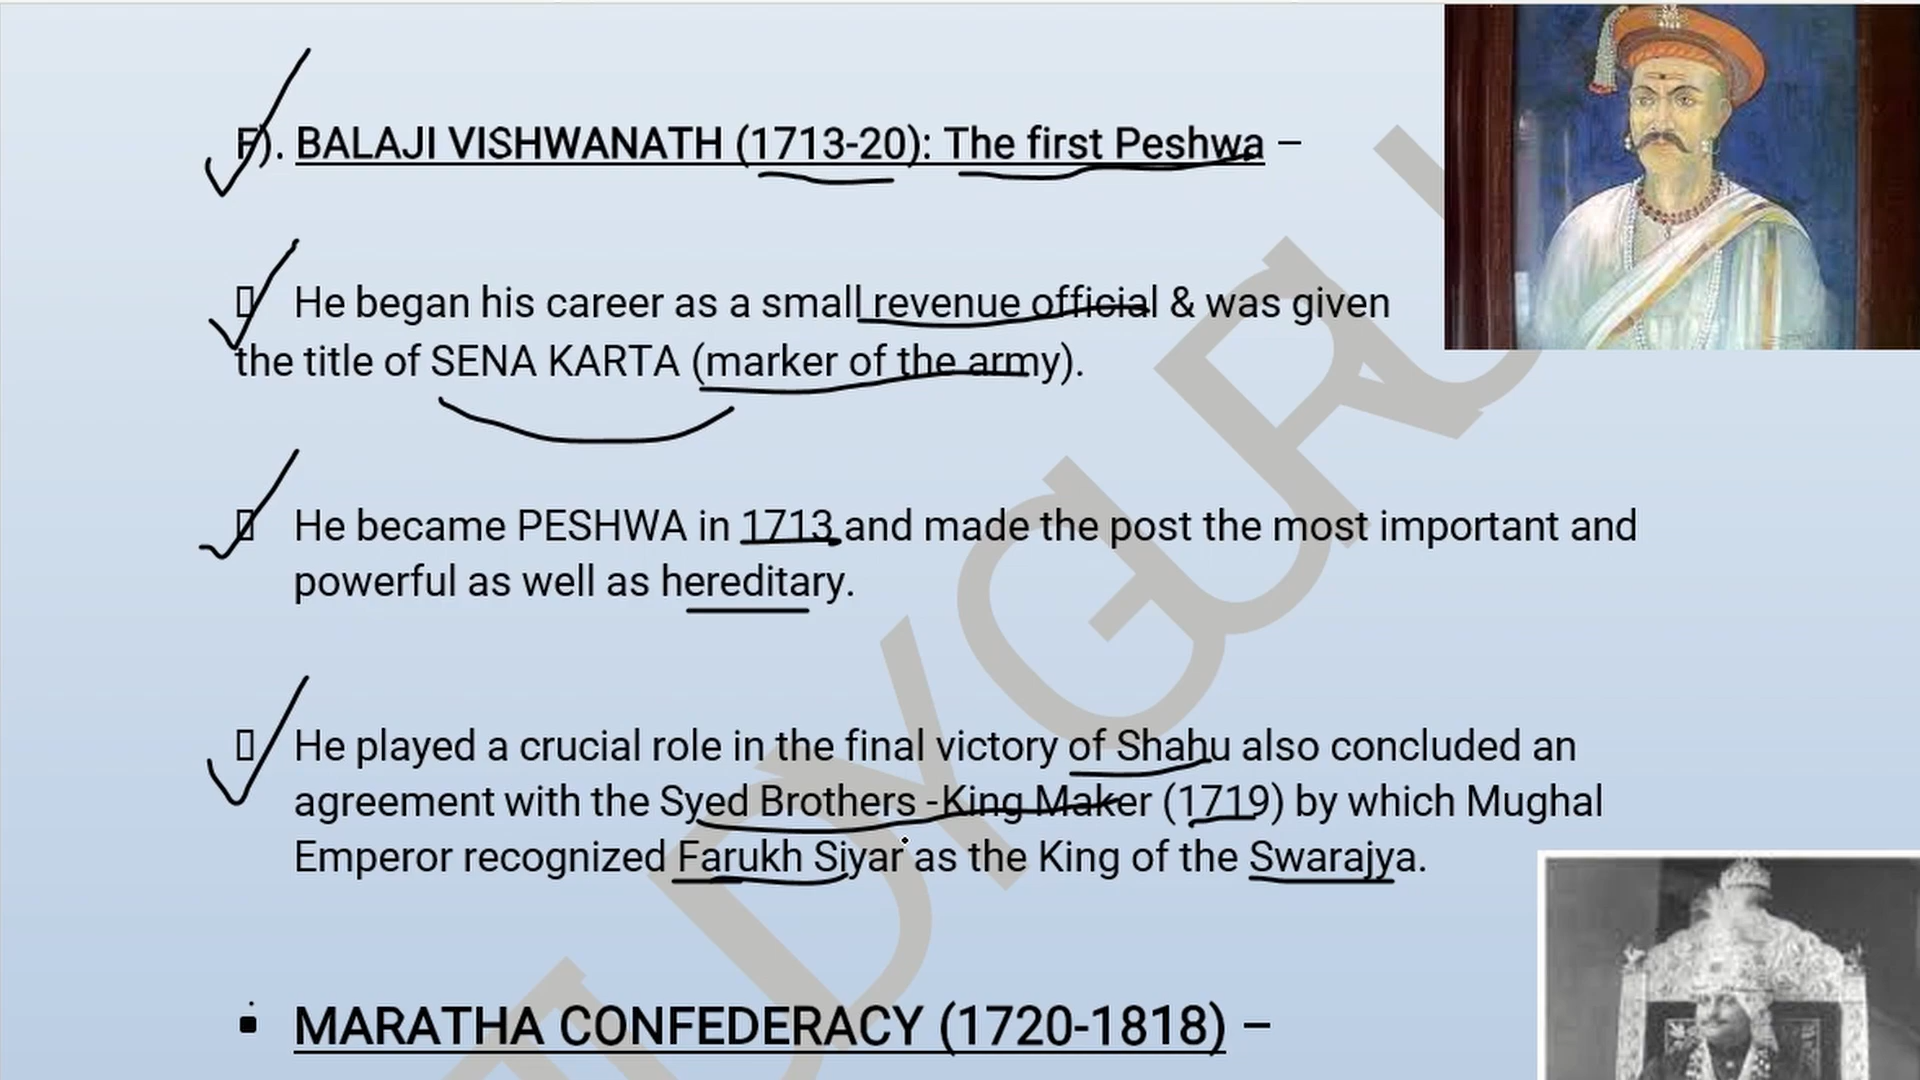 F). BALAJI VISHWANATH (1713-20): The first Peshwa –
He began his career as a small revenue official & was given
the title of SENA KARTA (marker of the army).
He became PESHWA in 1713 and made the post the most important and
powerful as well as hereditary.
He played a crucial role in the final victory of Shahu also concluded an
agreement with the Syed Brothers -King Maker (1719) by which Mughal
Emperor recognized Farukh Siyar as the King of the Swarajya.
▪ MARATHA CONFEDERACY (1720-1818) –